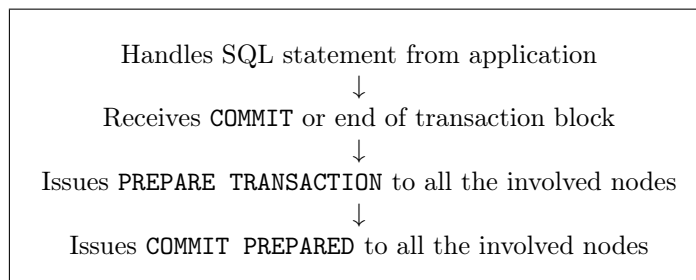 Handles SQL statement from application
↓
Receives COMMIT or end of transaction block
↓
Issues PREPARE TRANSACTION to all the involved nodes
↓
Issues COMMIT PREPARED to all the involved nodes